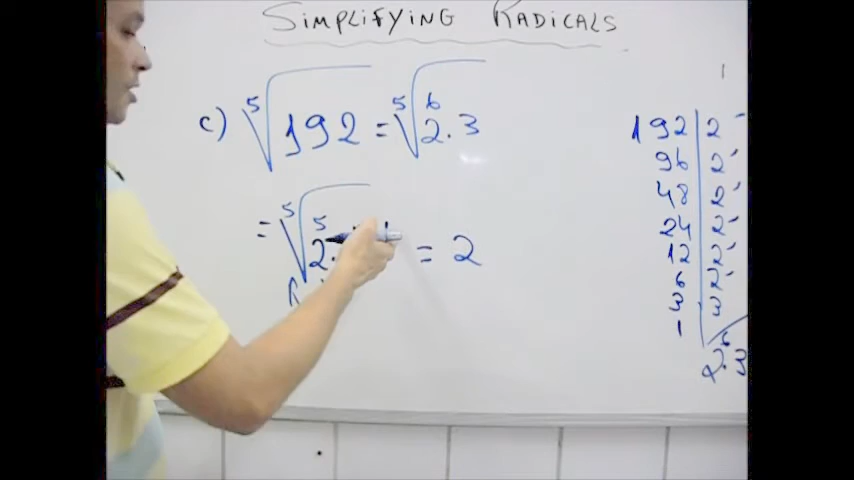 SIMPLIFYING RADICALS
c) ⁵√192 = ⁵√2⁶.3
= ⁵√2⁵. = 2
192 | 2
96 | 2
48 | 2
24 | 2
12 | 2
6 | 2
3 | 3
1
2⁶.3